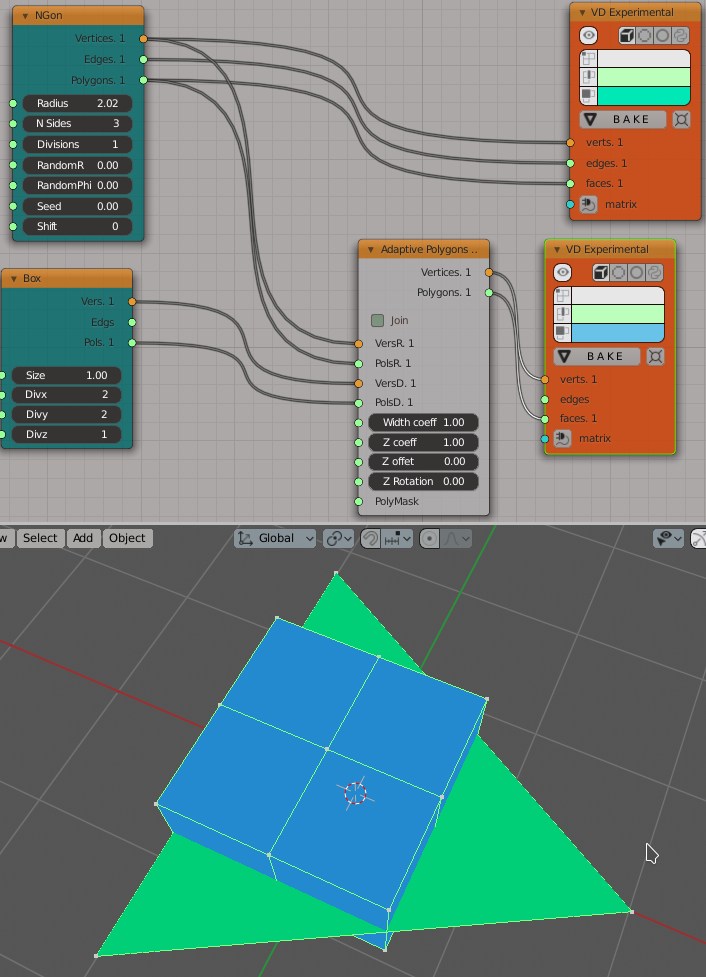 NGon
Vertices. 1
Edges. 1
Polygons. 1
Radius 2.02
N Sides 3
Divisions 1
RandomR 0.00
RandomPhi 0.00
Seed 0.00
Shift 0
VD Experimental
BAKE
verts. 1
edges. 1
faces. 1
matrix
Box
Vers. 1
Edgs
Pols. 1
Size 1.00
Divx 2
Divy 2
Divz 1
Adaptive Polygons ..
Vertices. 1
Polygons. 1
Join
VersR. 1
PolsR. 1
VersD. 1
PolsD. 1
Width coeff 1.00
Z coeff 1.00
Z offet 0.00
Z Rotation 0.00
PolyMask
VD Experimental
BAKE
verts. 1
edges
faces. 1
matrix
w Select Add Object Global